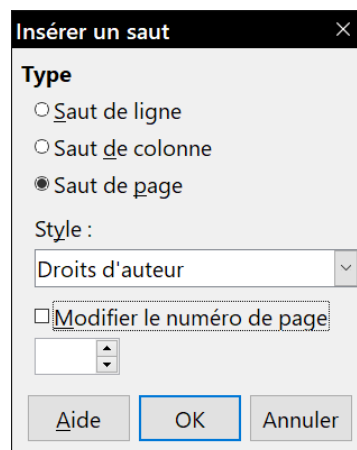 Insérer un saut
Type
Saut de ligne
Saut de colonne
Saut de page
Style :
Droits d'auteur
Modifier le numéro de page
Aide OK Annuler